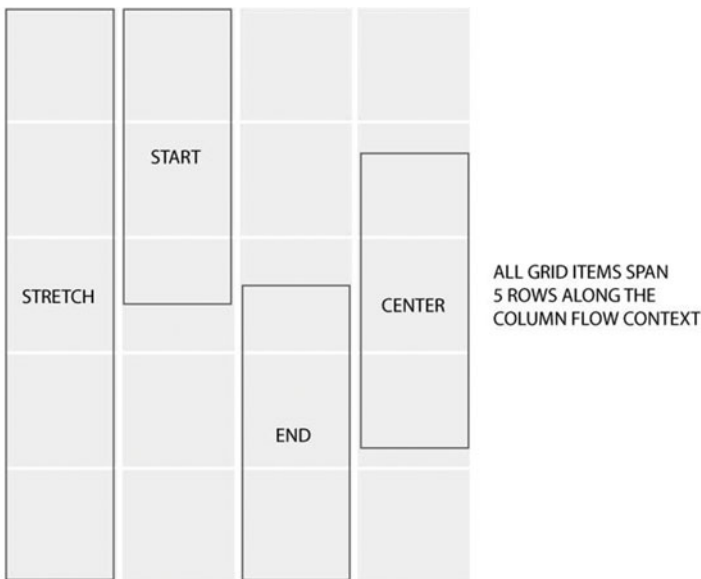 START
STRETCH
CENTER
END
ALL GRID ITEMS SPAN
5 ROWS ALONG THE
COLUMN FLOW CONTEXT